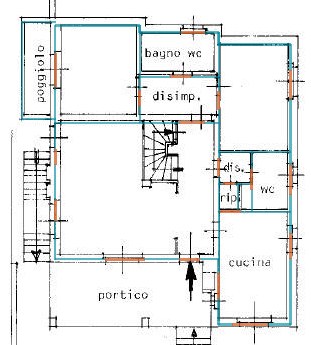 poggiolo
bagno wc
disimp.
dis.
rip.
wc
cucina
portico